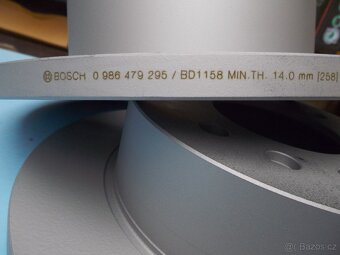 BOSCH 0 986 479 295 / BD1158 MIN.TH. 14.0 mm [258]
© Bazos.cz